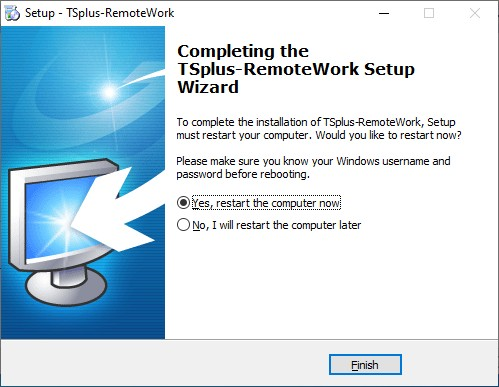 Setup - TSplus-RemoteWork
Completing the
TSplus-RemoteWork Setup
Wizard
To complete the installation of TSplus-RemoteWork, Setup
must restart your computer. Would you like to restart now?
Please make sure you know your Windows username and
password before rebooting.
Yes, restart the computer now
No, I will restart the computer later
Finish